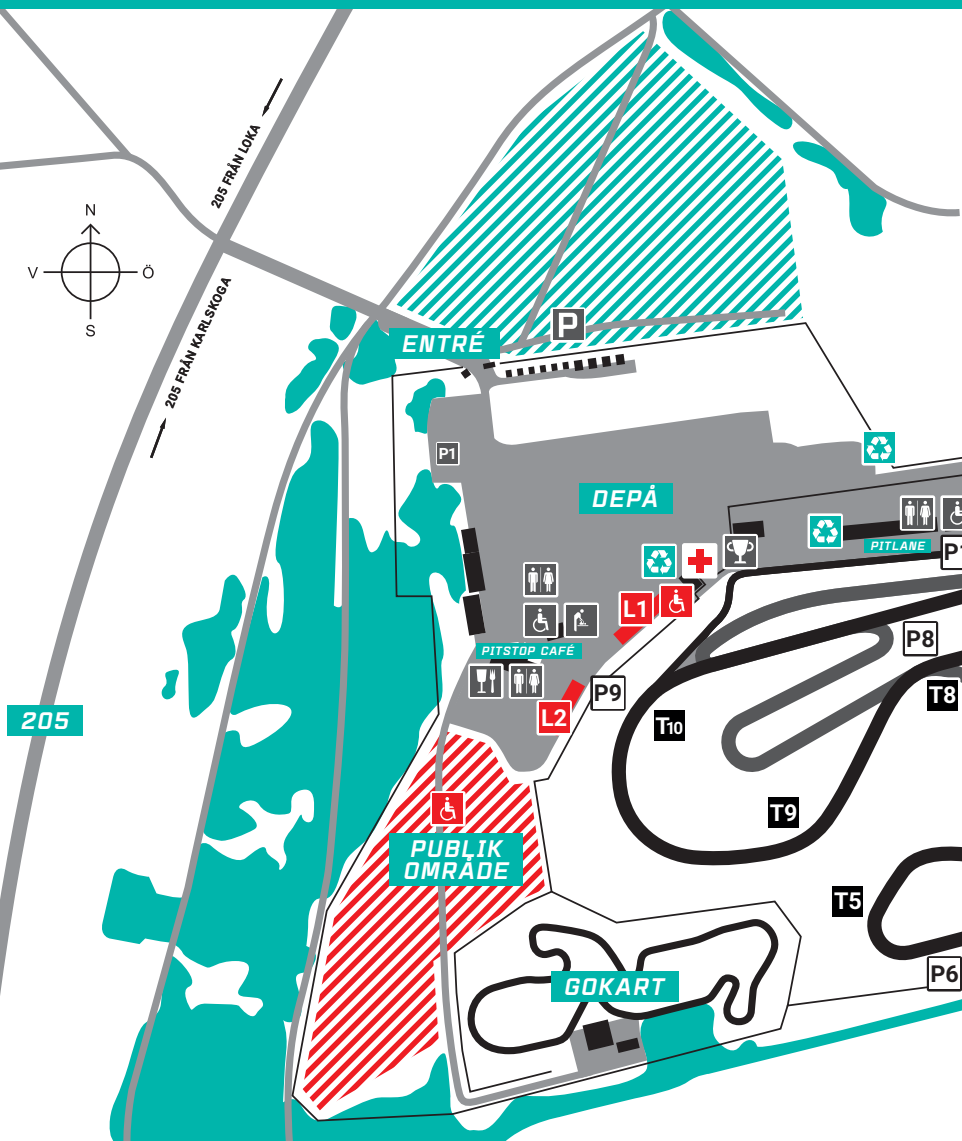 205 FRÅN LOKA
N
V
Ö
S
205 FRÅN KARLSKOGA
P
ENTRÉ
P1
DEPÅ
PITLANE
L1
P8
PITSTOP CAFÉ
P9
T8
L2
T10
205
T9
PUBLIK
OMRÅDE
T5
P6
GOKART